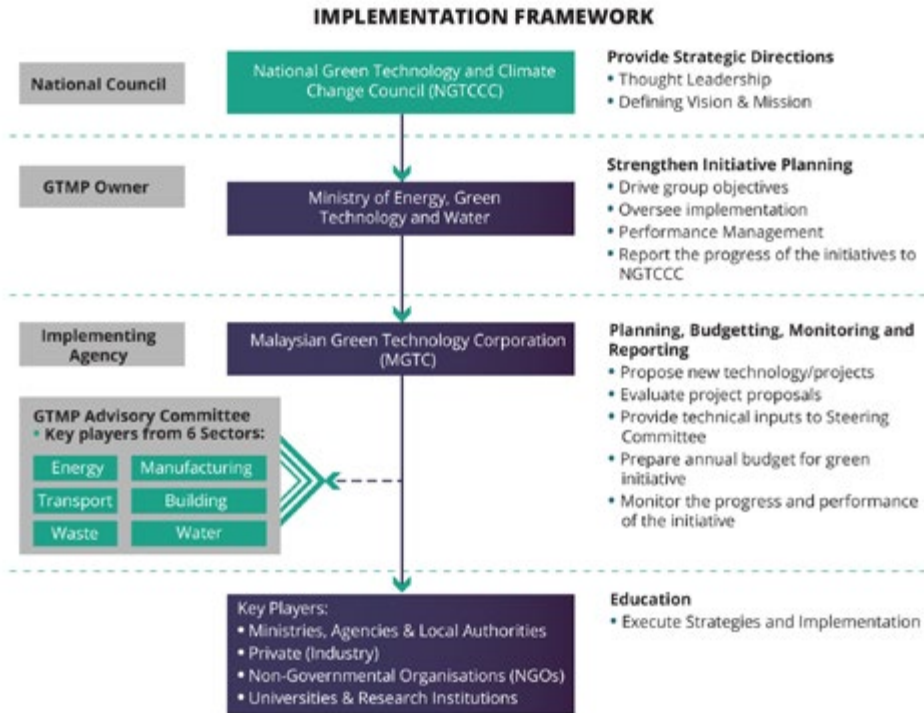 IMPLEMENTATION FRAMEWORK
National Council
National Green Technology and Climate
Change Council (NGTCCC)
Provide Strategic Directions
• Thought Leadership
• Defining Vision & Mission
GTMP Owner
Ministry of Energy, Green
Technology and Water
Strengthen Initiative Planning
• Drive group objectives
• Oversee implementation
• Performance Management
• Report the progress of the initiatives to
NGTCCC
Implementing
Agency
Malaysian Green Technology Corporation
(MGTC)
Planning, Budgetting, Monitoring and
Reporting
• Propose new technology/projects
• Evaluate project proposals
• Provide technical inputs to Steering
Committee
• Prepare annual budget for green
initiative
• Monitor the progress and performance
of the initiative
GTMP Advisory Committee
• Key players from 6 Sectors:
Energy
Manufacturing
Transport
Building
Waste
Water
Key Players:
• Ministries, Agencies & Local Authorities
• Private (Industry)
• Non-Governmental Organisations (NGOs)
• Universities & Research Institutions
Education
• Execute Strategies and Implementation